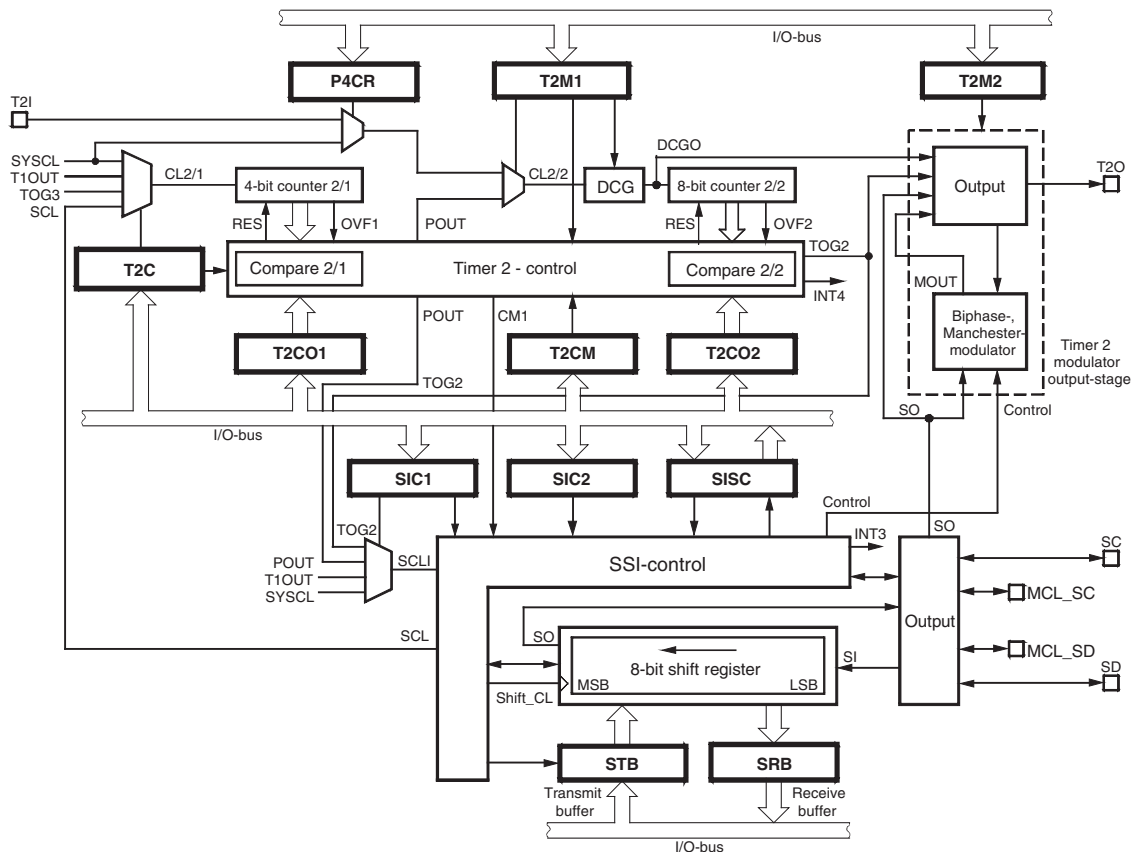 I/O-bus
P4CR
T2M1
T2M2
T2I
SYSCL
T1OUT
TOG3
SCL
CL2/1
4-bit counter 2/1
RES
OVF1
POUT
CL2/2
DCG
DCGO
8-bit counter 2/2
RES
OVF2
TOG2
Output
T2O
T2C
Compare 2/1
Timer 2 - control
Compare 2/2
INT4
MOUT
Biphase-,
Manchester-
modulator
Timer 2
modulator
output-stage
POUT
CM1
T2CO1
T2CM
T2CO2
TOG2
SO
Control
I/O-bus
SIC1
SIC2
SISC
Control
TOG2
POUT
T1OUT
SYSCL
SCLI
SSI-control
INT3
SO
SC
MCL_SC
Output
MCL_SD
SD
SCL
SO
8-bit shift register
MSB
LSB
SI
Shift_CL
STB
SRB
Transmit
buffer
Receive
buffer
I/O-bus